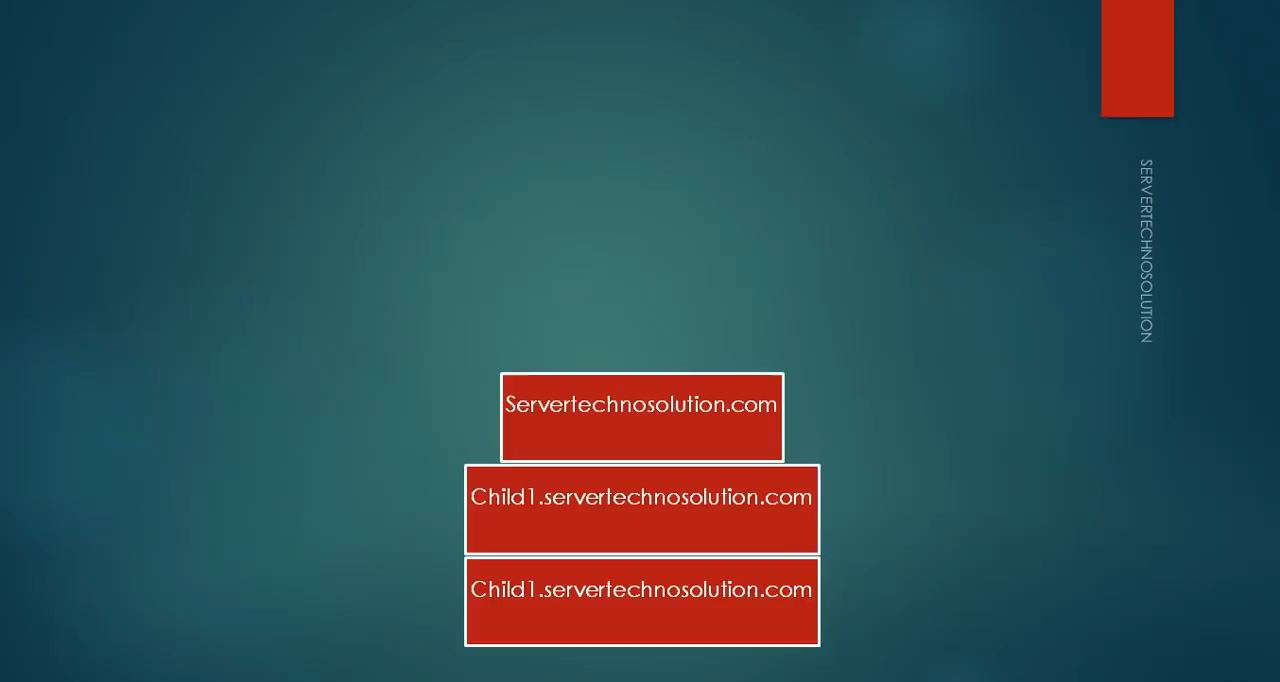 SERVERTECHNOSOLUTION
Servertechnosolution.com
Child1.servertechnosolution.com
Child1.servertechnosolution.com